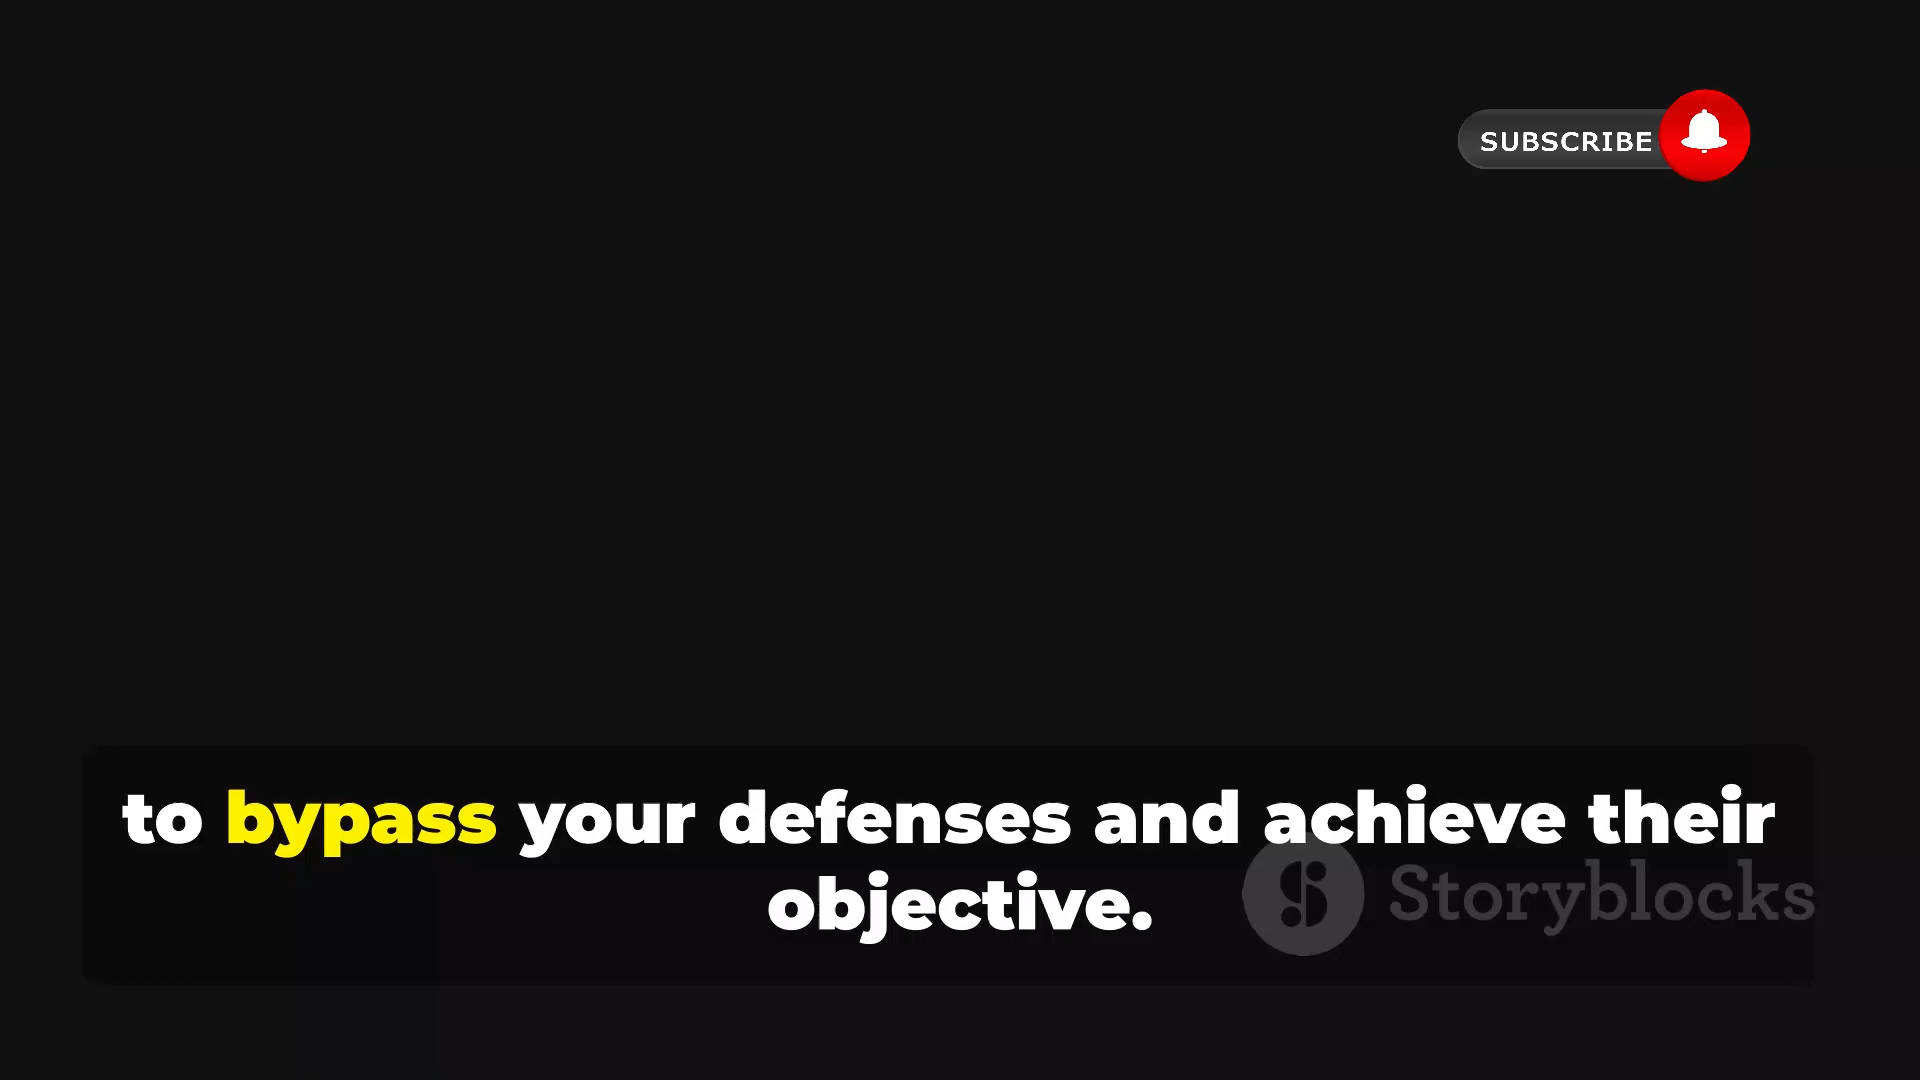 SUBSCRIBE
to bypass your defenses and achieve their
objective.
Storyblocks